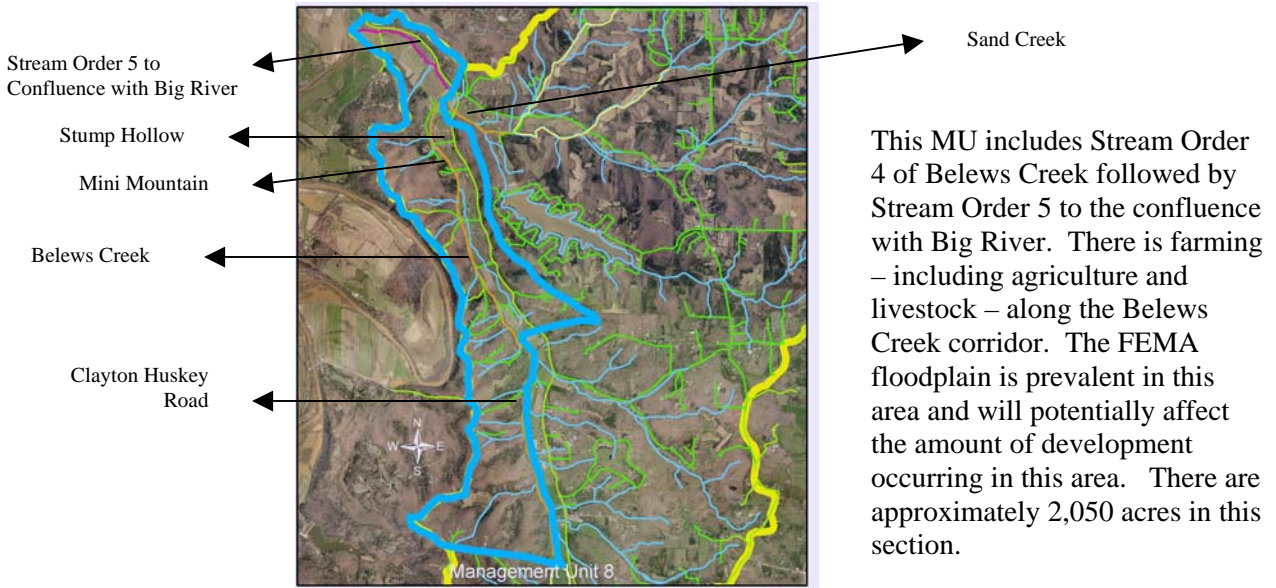 Stream Order 5 to
Confluence with Big River
Stump Hollow
Mini Mountain
Belews Creek
Clayton Huskey
Road
N
W E
S
Management Unit 8
Sand Creek
This MU includes Stream Order
4 of Belews Creek followed by
Stream Order 5 to the confluence
with Big River. There is farming
– including agriculture and
livestock – along the Belews
Creek corridor. The FEMA
floodplain is prevalent in this
area and will potentially affect
the amount of development
occurring in this area. There are
approximately 2,050 acres in this
section.